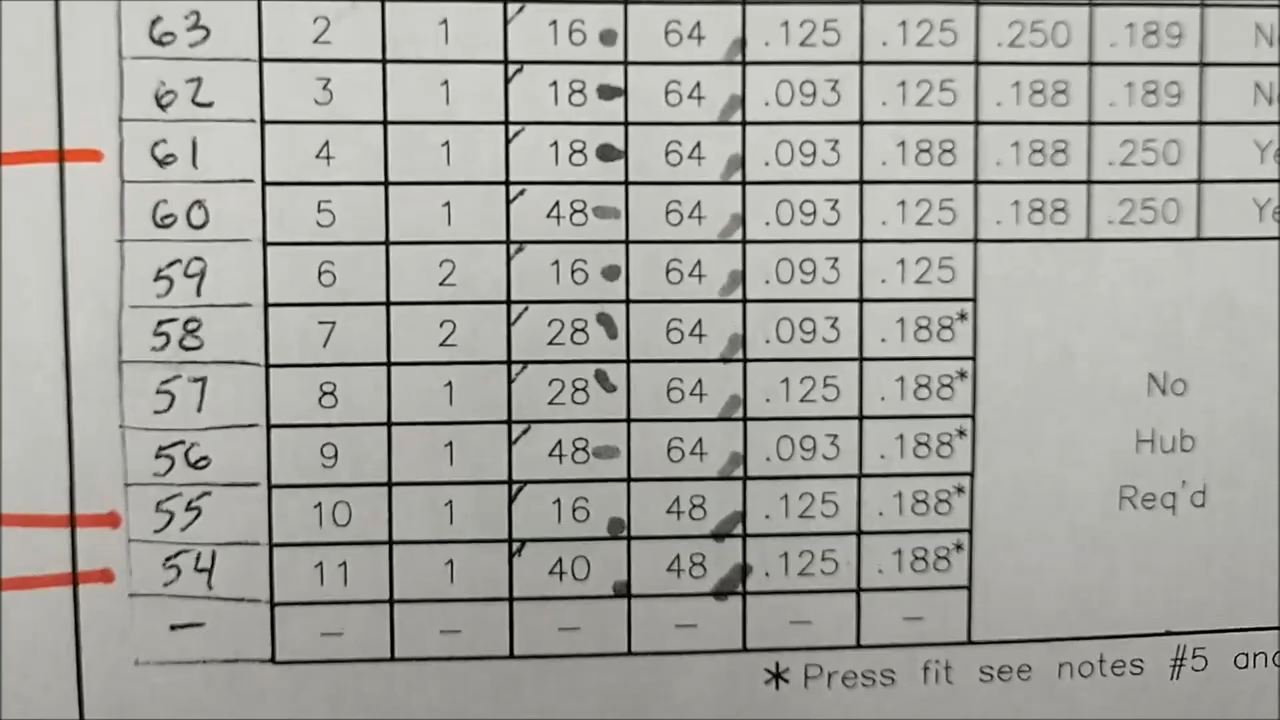 63 2 1 16 64 .125 .125 .250 .189
62 3 1 18 64 .093 .125 .188 .189
61 4 1 18 64 .093 .188 .188 .250
60 5 1 48 64 .093 .125 .188 .250
59 6 2 16 64 .093 .125
58 7 2 28 64 .093 .188*
57 8 1 28 64 .125 .188* No
56 9 1 48 64 .093 .188* Hub
55 10 1 16 48 .125 .188* Req'd
54 11 1 40 48 .125 .188*
– – – – – – –
*Press fit see notes #5 and